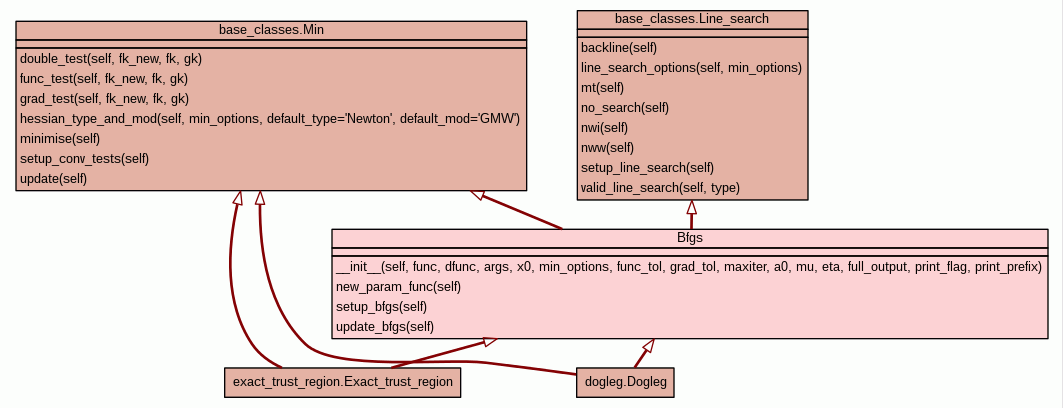 base_classes.Min
double_test(self, fk_new, fk, gk)
func_test(self, fk_new, fk, gk)
grad_test(self, fk_new, fk, gk)
hessian_type_and_mod(self, min_options, default_type='Newton', default_mod='GMW')
minimise(self)
setup_conv_tests(self)
update(self)
base_classes.Line_search
backline(self)
line_search_options(self, min_options)
mt(self)
no_search(self)
nwi(self)
nww(self)
setup_line_search(self)
valid_line_search(self, type)
Bfgs
__init__(self, func, dfunc, args, x0, min_options, func_tol, grad_tol, maxiter, a0, mu, eta, full_output, print_flag, print_prefix)
new_param_func(self)
setup_bfgs(self)
update_bfgs(self)
exact_trust_region.Exact_trust_region
dogleg.Dogleg